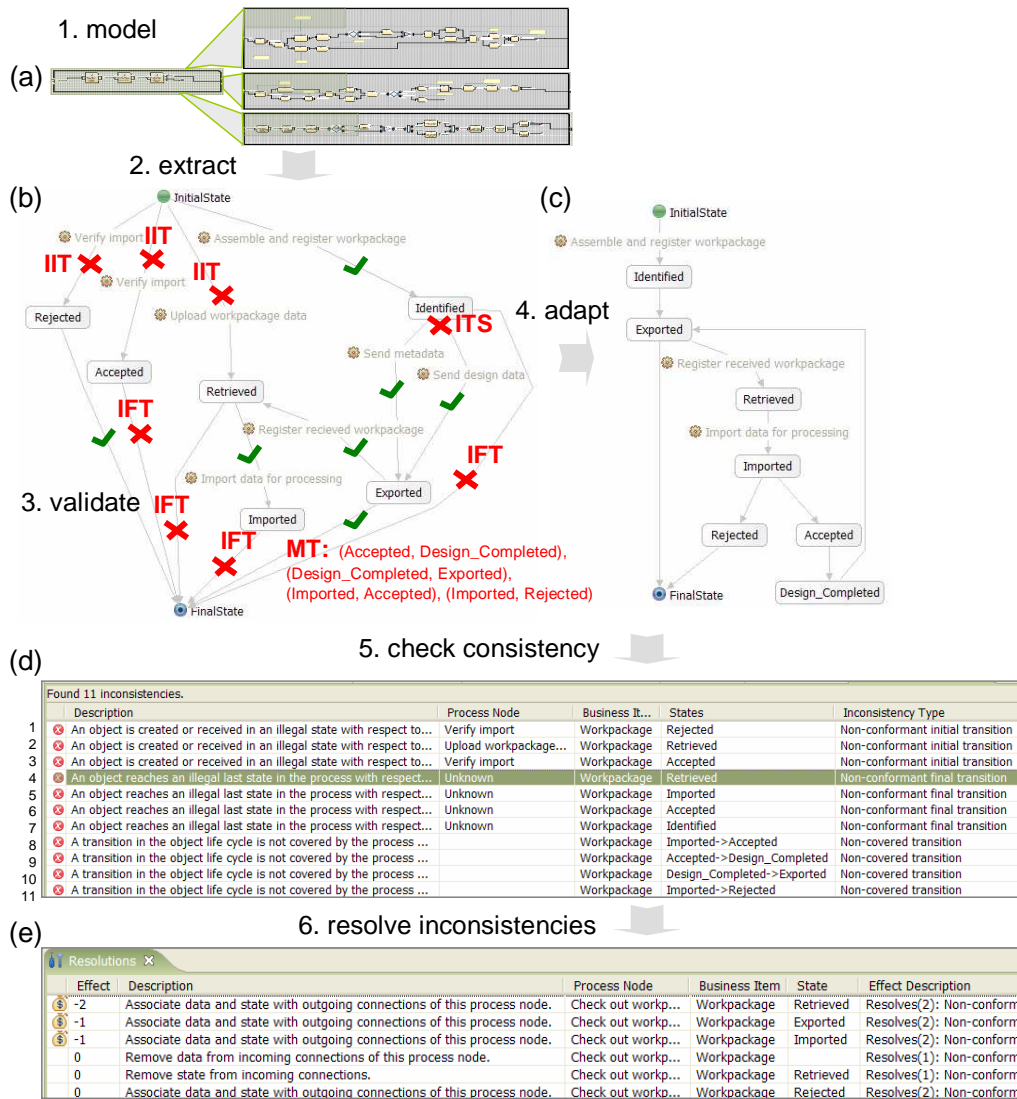 1. model
(a)
2. extract
(b)
InitialState
Verify import
IIT
IIT
Verify import
IIT
Assemble and register workpackage
Rejected
Upload workpackage data
Identified
ITS
Accepted
Send metadata
Send design data
Retrieved
IFT
Register recieved workpackage
IFT
Import data for processing
Exported
3. validate
IFT
Imported
IFT
MT: (Accepted, Design_Completed),
(Design_Completed, Exported),
(Imported, Accepted), (Imported, Rejected)
FinalState
4. adapt
(c)
InitialState
Assemble and register workpackage
Identified
Exported
Register received workpackage
Retrieved
Import data for processing
Imported
Rejected
Accepted
FinalState
Design_Completed
5. check consistency
(d)
Found 11 inconsistencies.
Description Process Node Business It... States Inconsistency Type
1 An object is created or received in an illegal state with respect to... Verify import Workpackage Rejected Non-conformant initial transition
2 An object is created or received in an illegal state with respect to... Upload workpackage... Workpackage Retrieved Non-conformant initial transition
3 An object is created or received in an illegal state with respect to... Verify import Workpackage Accepted Non-conformant initial transition
4 An object reaches an illegal last state in the process with respect... Unknown Workpackage Retrieved Non-conformant final transition
5 An object reaches an illegal last state in the process with respect... Unknown Workpackage Imported Non-conformant final transition
6 An object reaches an illegal last state in the process with respect... Unknown Workpackage Accepted Non-conformant final transition
7 An object reaches an illegal last state in the process with respect... Unknown Workpackage Identified Non-conformant final transition
8 A transition in the object life cycle is not covered by the process ... Workpackage Imported->Accepted Non-covered transition
9 A transition in the object life cycle is not covered by the process ... Workpackage Accepted->Design_Completed Non-covered transition
10 A transition in the object life cycle is not covered by the process ... Workpackage Design_Completed->Exported Non-covered transition
11 A transition in the object life cycle is not covered by the process ... Workpackage Imported->Rejected Non-covered transition
6. resolve inconsistencies
(e)
Resolutions
Effect Description Process Node Business Item State Effect Description
-2 Associate data and state with outgoing connections of this process node. Check out workp... Workpackage Retrieved Resolves(2): Non-conform
-1 Associate data and state with outgoing connections of this process node. Check out workp... Workpackage Exported Resolves(2): Non-conform
-1 Associate data and state with outgoing connections of this process node. Check out workp... Workpackage Imported Resolves(2): Non-conform
0 Remove data from incoming connections of this process node. Check out workp... Workpackage Resolves(1): Non-conform
0 Remove state from incoming connections. Check out workp... Workpackage Retrieved Resolves(1): Non-conform
0 Associate data and state with outgoing connections of this process node. Check out workp... Workpackage Rejected Resolves(2): Non-conform